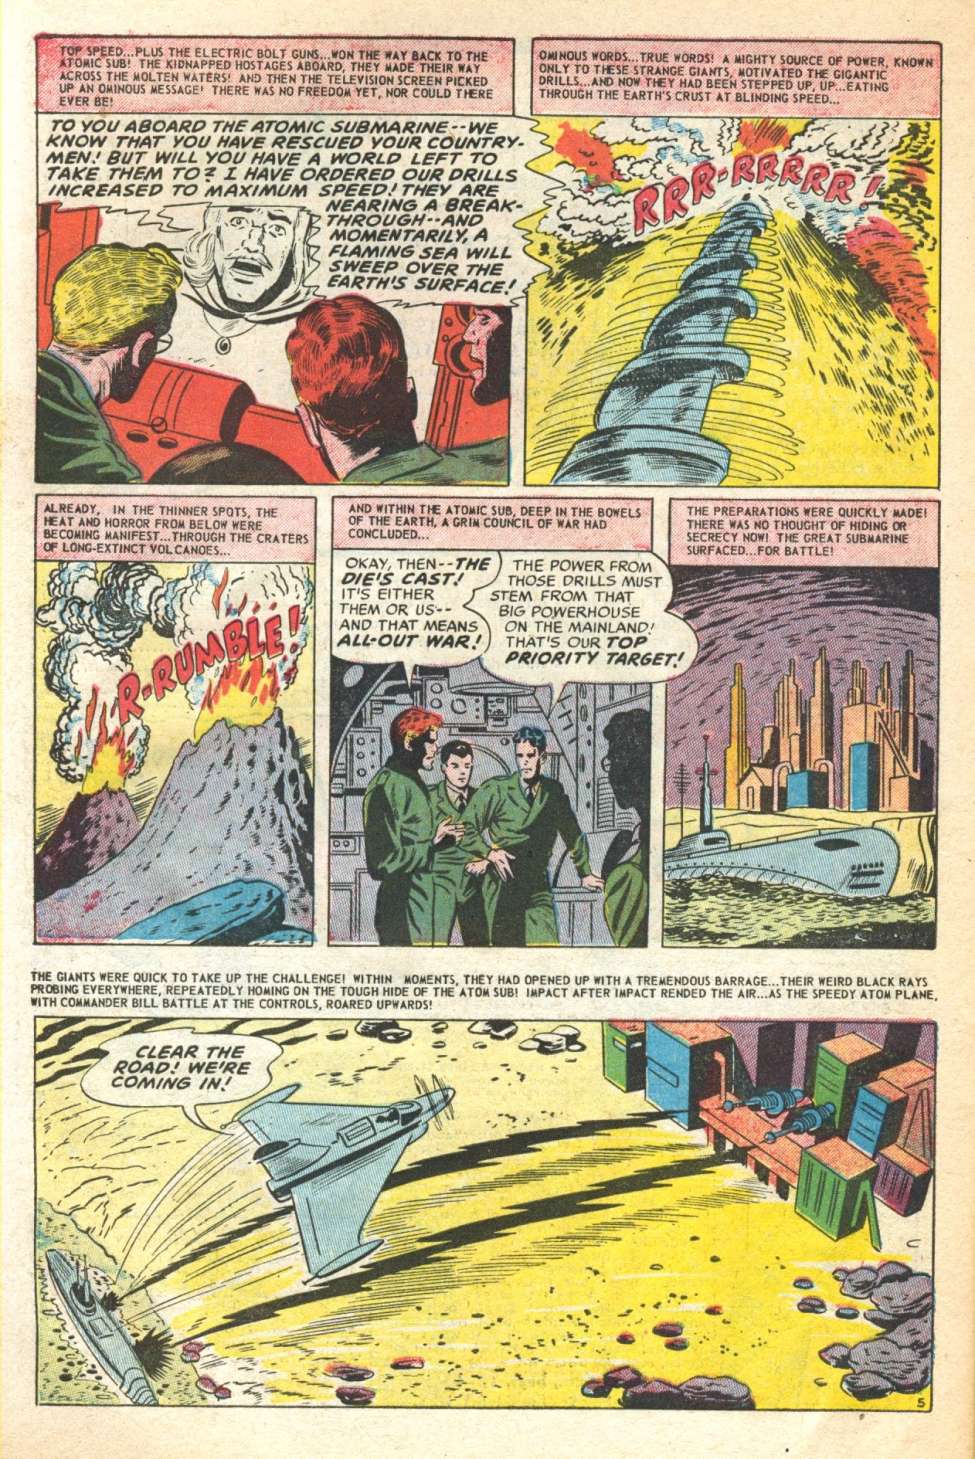 TOP SPEED...PLUS THE ELECTRIC BOLT GUNS...WON THE WAY BACK TO THE
ATOMIC SUB! THE KIDNAPPED HOSTAGES ABOARD, THEY MADE THEIR WAY
ACROSS THE MOLTEN WATERS! AND THEN THE TELEVISION SCREEN PICKED
UP AN OMINOUS MESSAGE! THERE WAS NO FREEDOM YET, NOR COULD THERE
EVER BE!
TO YOU ABOARD THE ATOMIC SUBMARINE--WE
KNOW THAT YOU HAVE RESCUED YOUR COUNTRY-
MEN! BUT WILL YOU HAVE A WORLD LEFT TO
TAKE THEM TO? I HAVE ORDERED OUR DRILLS
INCREASED TO MAXIMUM SPEED! THEY ARE
NEARING A BREAK-
THROUGH--AND
MOMENTARILY, A
FLAMING SEA WILL
SWEEP OVER THE
EARTH'S SURFACE!
OMINOUS WORDS...TRUE WORDS! A MIGHTY SOURCE OF POWER, KNOWN
ONLY TO THESE STRANGE GIANTS, MOTIVATED THE GIGANTIC
DRILLS...AND NOW THEY HAD BEEN STEPPED UP, UP...EATING
THROUGH THE EARTH'S CRUST AT BLINDING SPEED...
RRR-RRRRR!
ALREADY, IN THE THINNER SPOTS, THE
HEAT AND HORROR FROM BELOW WERE
BECOMING MANIFEST...THROUGH THE CRATERS
OF LONG-EXTINCT VOLCANOES...
R-RUMBLE!
AND WITHIN THE ATOMIC SUB, DEEP IN THE BOWELS
OF THE EARTH, A GRIM COUNCIL OF WAR HAD
CONCLUDED...
OKAY, THEN--THE
DIE'S CAST!
IT'S EITHER
THEM OR US--
AND THAT MEANS
ALL-OUT WAR!
THE POWER FROM
THOSE DRILLS MUST
STEM FROM THAT
BIG POWERHOUSE
ON THE MAINLAND!
THAT'S OUR TOP
PRIORITY TARGET!
THE PREPARATIONS WERE QUICKLY MADE!
THERE WAS NO THOUGHT OF HIDING OR
SECRECY NOW! THE GREAT SUBMARINE
SURFACED...FOR BATTLE!
THE GIANTS WERE QUICK TO TAKE UP THE CHALLENGE! WITHIN MOMENTS, THEY HAD OPENED UP WITH A TREMENDOUS BARRAGE...THEIR WEIRD BLACK RAYS
PROBING EVERYWHERE, REPEATEDLY HOMING ON THE TOUGH HIDE OF THE ATOM SUB! IMPACT AFTER IMPACT RENDED THE AIR...AS THE SPEEDY ATOM PLANE,
WITH COMMANDER BILL BATTLE AT THE CONTROLS, ROARED UPWARDS!
CLEAR THE
ROAD! WE'RE
COMING IN!
5